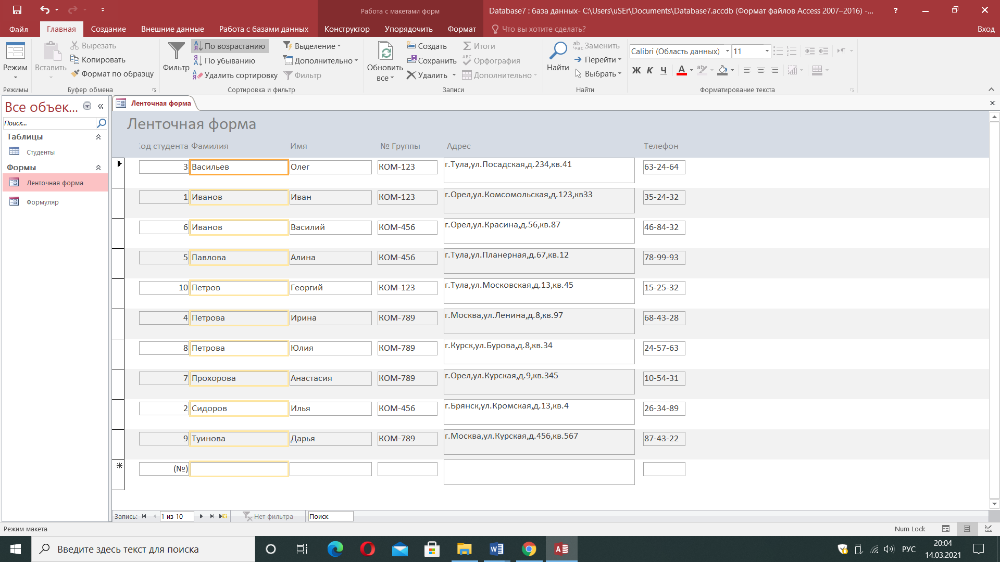 Работа с макетами форм
Database7 : база данных- C:\Users\uSEr\Documents\Database7.accdb (Формат файлов Access 2007–2016) -...
?
Файл Главная Создание Внешние данные Работа с базами данных Конструктор Упорядочить Формат Что вы хотите сделать? Вход
Режим
Режимы
Вставить
Вырезать
Копировать
Формат по образцу
Буфер обмена
Фильтр
По возрастанию
По убыванию
Удалить сортировку
Выделение
Дополнительно
Фильтр
Сортировка и фильтр
Обновить
все
Создать
Сохранить
Удалить
Итоги
Орфография
Дополнительно
Записи
Найти
Заменить
Перейти
Выбрать
Найти
Calibri (Область данных) 11
Ж К Ч А
Форматирование текста
Все объек...
Поиск...
Таблицы
Студенты
Формы
Ленточная форма
Формуляр
Ленточная форма
Ленточная форма
Код студента Фамилия Имя № Группы Адрес Телефон
3 Васильев Олег КОМ-123 г.Тула,ул.Посадская,д.234,кв.41 63-24-64
1 Иванов Иван КОМ-123 г.Орел,ул.Комсомольская,д.123,кв33 35-24-32
6 Иванов Василий КОМ-456 г.Орел,ул.Красина,д.56,кв.87 46-84-32
5 Павлова Алина КОМ-456 г.Тула,ул.Планерная,д.67,кв.12 78-99-93
10 Петров Георгий КОМ-123 г.Тула,ул.Московская,д.13,кв.45 15-25-32
4 Петрова Ирина КОМ-789 г.Москва,ул.Ленина,д.8,кв.97 68-43-28
8 Петрова Юлия КОМ-789 г.Курск,ул.Бурова,д.8,кв.34 24-57-63
7 Прохорова Анастасия КОМ-789 г.Орел,ул.Курская,д.9,кв.345 10-54-31
2 Сидоров Илья КОМ-456 г.Брянск,ул.Кромская,д.13,кв.4 26-34-89
9 Туинова Дарья КОМ-789 г.Москва,ул.Курская,д.456,кв.567 87-43-22
(№)
Запись: 1 из 10 Нет фильтра Поиск
Режим макета Num Lock
Введите здесь текст для поиска
РУС
20:04
14.03.2021